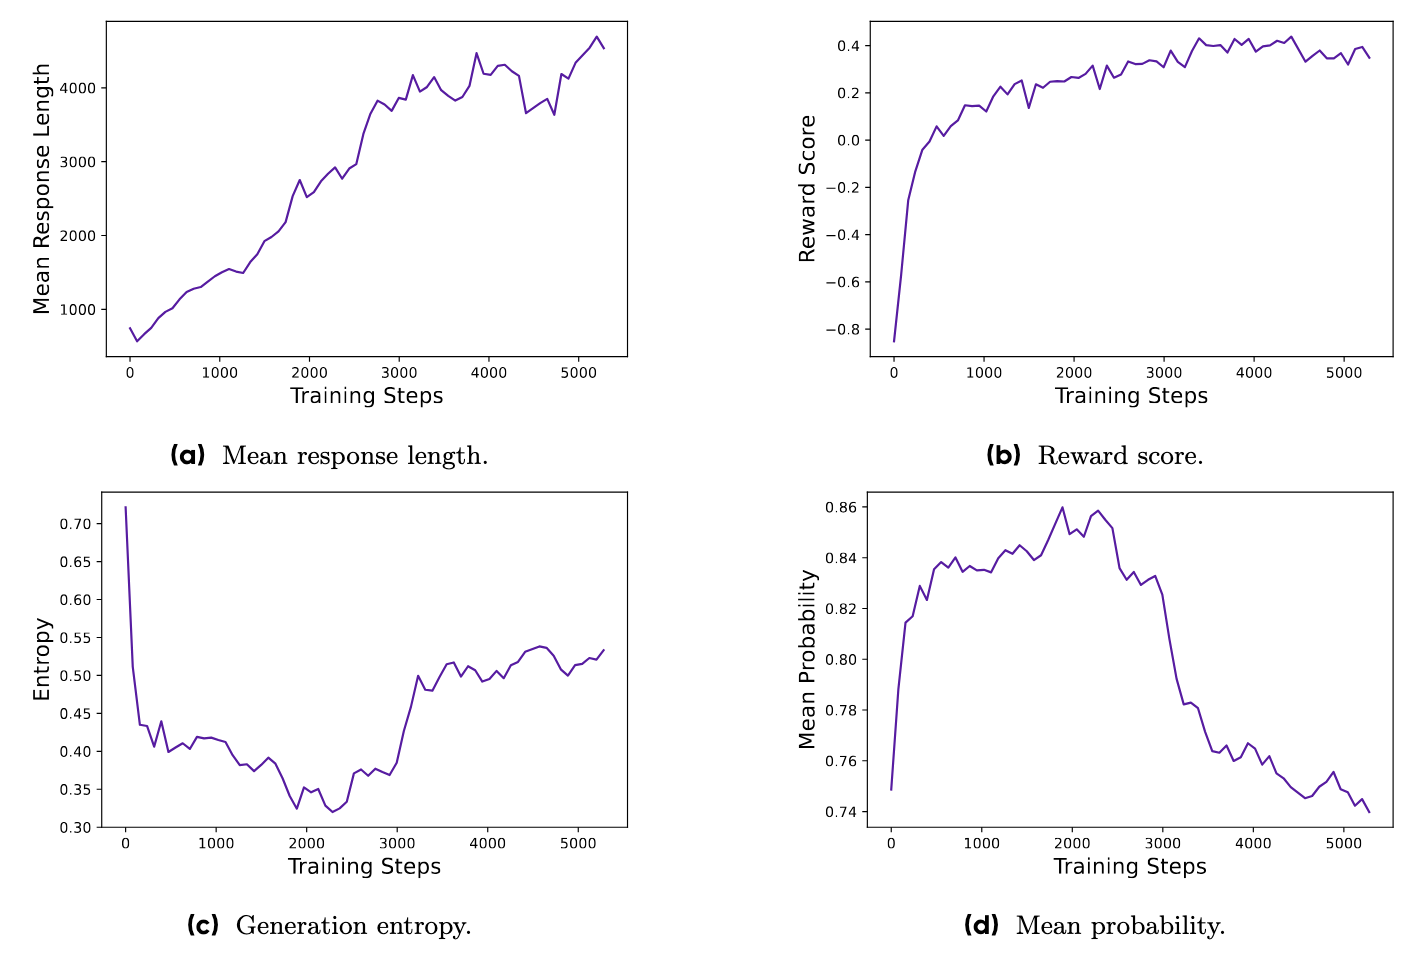 Mean Response Length
4000
3000
2000
1000
0 1000 2000 3000 4000 5000
Training Steps
(a) Mean response length.
Reward Score
0.4
0.2
0.0
−0.2
−0.4
−0.6
−0.8
0 1000 2000 3000 4000 5000
Training Steps
(b) Reward score.
Entropy
0.70
0.65
0.60
0.55
0.50
0.45
0.40
0.35
0.30
0 1000 2000 3000 4000 5000
Training Steps
(c) Generation entropy.
Mean Probability
0.86
0.84
0.82
0.80
0.78
0.76
0.74
0 1000 2000 3000 4000 5000
Training Steps
(d) Mean probability.